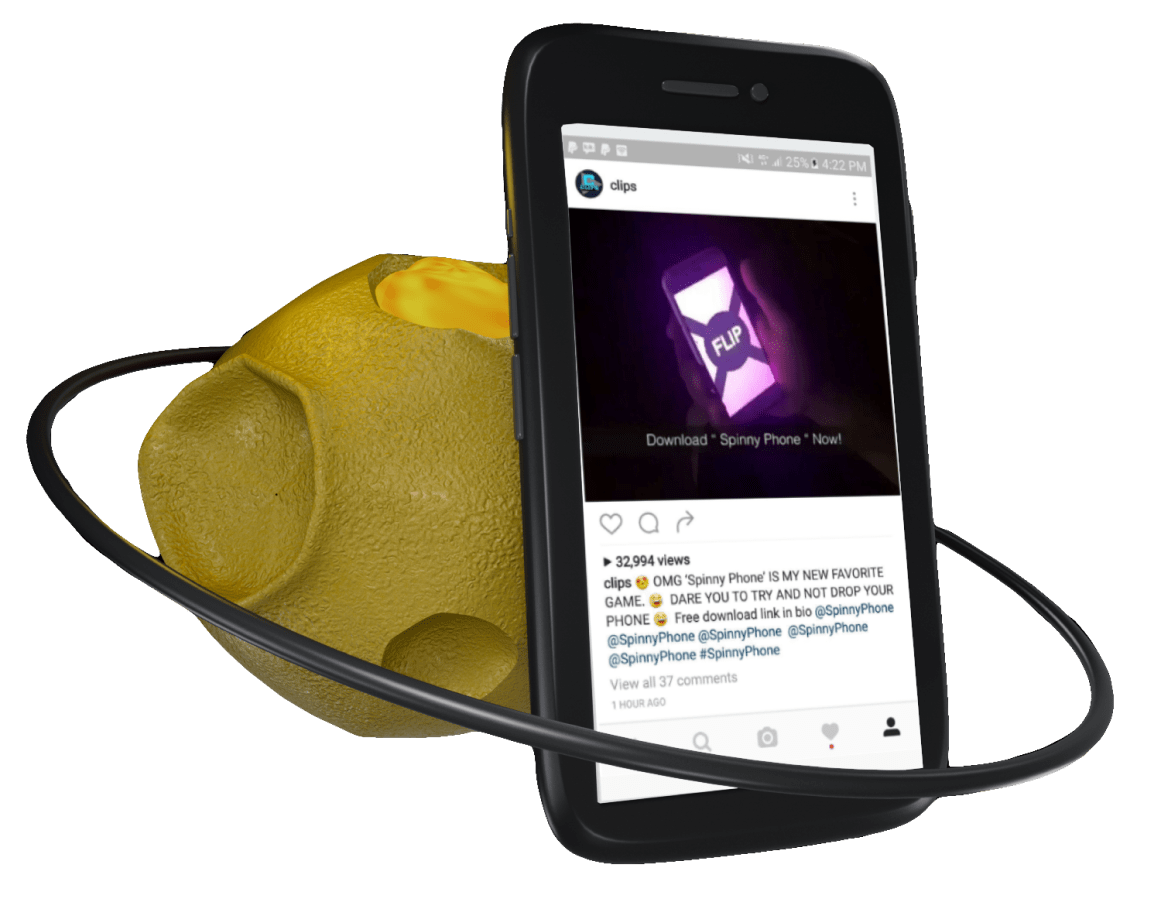 25% 4:22 PM
clips
FLIP
Download " Spinny Phone " Now!
32,994 views
clips 😏 OMG 'Spinny Phone' IS MY NEW FAVORITE
GAME. 😄 DARE YOU TO TRY AND NOT DROP YOUR
PHONE 😄 Free download link in bio @SpinnyPhone
@SpinnyPhone @SpinnyPhone @SpinnyPhone
@SpinnyPhone #SpinnyPhone
View all 37 comments
1 HOUR AGO